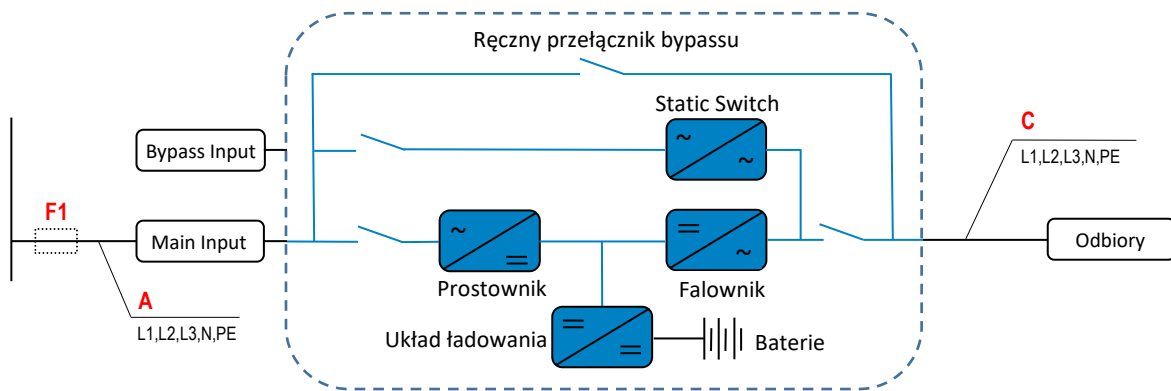 Ręczny przełącznik bypassu
Static Switch
~
~
Bypass Input
C
L1,L2,L3,N,PE
F1
Main Input
~
~
Odbiory
Prostownik
Falownik
A
L1,L2,L3,N,PE
Układ ładowania
Baterie